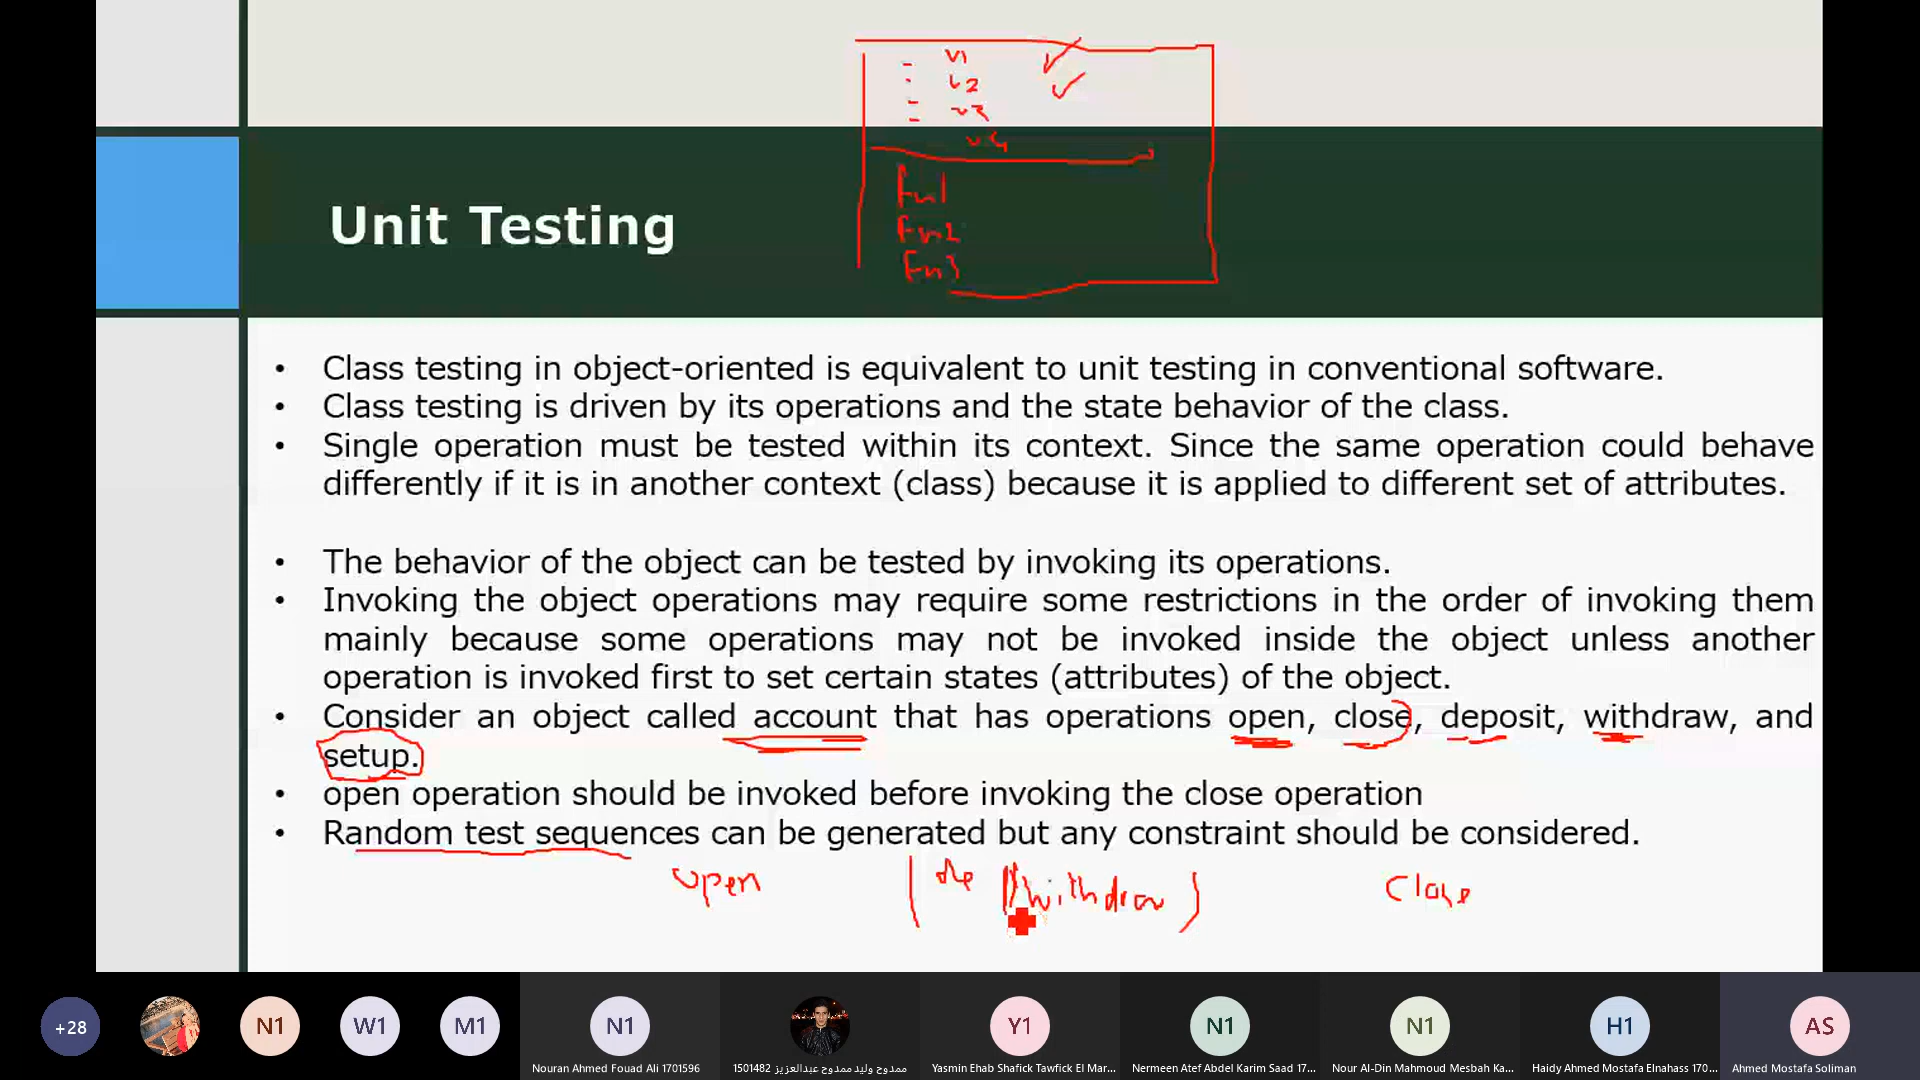 v1
v2
v3
v4
Fn1
Fn2
Fn3
Unit Testing
• Class testing in object-oriented is equivalent to unit testing in conventional software.
• Class testing is driven by its operations and the state behavior of the class.
• Single operation must be tested within its context. Since the same operation could behave
differently if it is in another context (class) because it is applied to different set of attributes.
• The behavior of the object can be tested by invoking its operations.
• Invoking the object operations may require some restrictions in the order of invoking them
mainly because some operations may not be invoked inside the object unless another
operation is invoked first to set certain states (attributes) of the object.
• Consider an object called account that has operations open, close, deposit, withdraw, and
setup.
• open operation should be invoked before invoking the close operation
• Random test sequences can be generated but any constraint should be considered.
open ( de withdraw ) Close
+28 N1 W1 M1 N1 Y1 N1 N1 H1 AS
Nouran Ahmed Fouad Ali 1701596 ممدوح وليد ممدوح عبدالعزيز 1501482 Yasmin Ehab Shafick Tawfick El Mar... Nermeen Atef Abdel Karim Saad 17... Nour Al-Din Mahmoud Mesbah Ka... Haidy Ahmed Mostafa Elnahass 170... Ahmed Mostafa Soliman